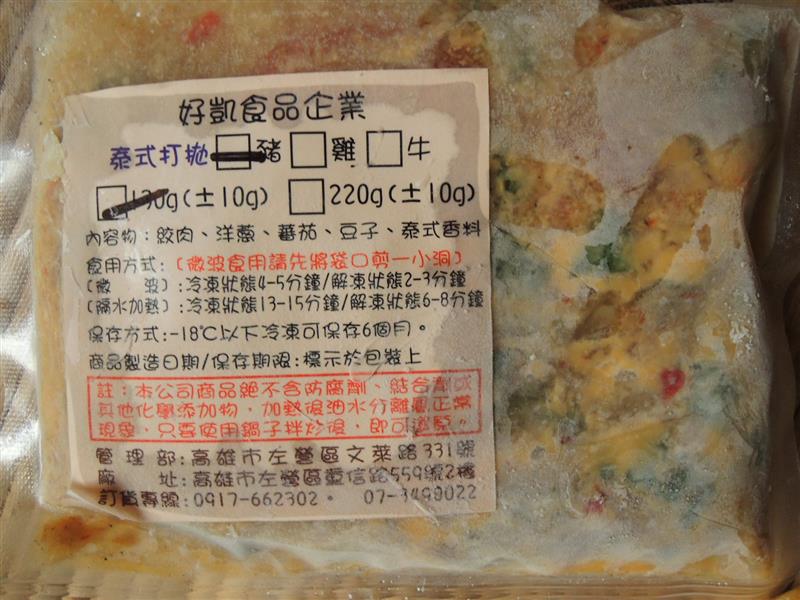 好凱食品企業
泰式打拋 豬 雞 牛
130g(±10g) 220g(±10g)
內容物：絞肉、洋蔥、蕃茄、豆子、泰式香料
食用方式:(微波食用請先將袋口剪一小洞)
(微 波):冷凍狀態4-5分鐘/解凍狀態2-3分鐘
(隔水加熱):冷凍狀態13-15分鐘/解凍狀態6-8分鐘
保存方式:-18℃以下冷凍可保存6個月。
商品製造日期/保存期限:標示於包裝上
註：本公司商品絕不含防腐劑、結合劑或
其他化學添加物，加熱後油水分離屬正常
現象，只要使用鍋子拌炒後，即可還原。
管 理 部:高雄市左營區文萊路331號
廠 址:高雄市左營區重信路559號2樓
訂貨專線:0917-662302。 07-3498022